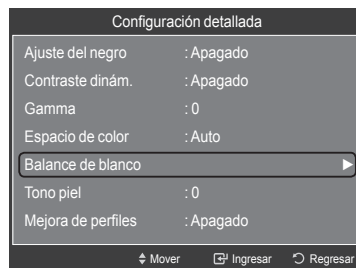 Configuración detallada
Ajuste del negro : Apagado
Contraste dinám. : Apagado
Gamma : 0
Espacio de color : Auto
Balance de blanco
Tono piel : 0
Mejora de perfiles : Apagado
Mover Ingresar Regresar